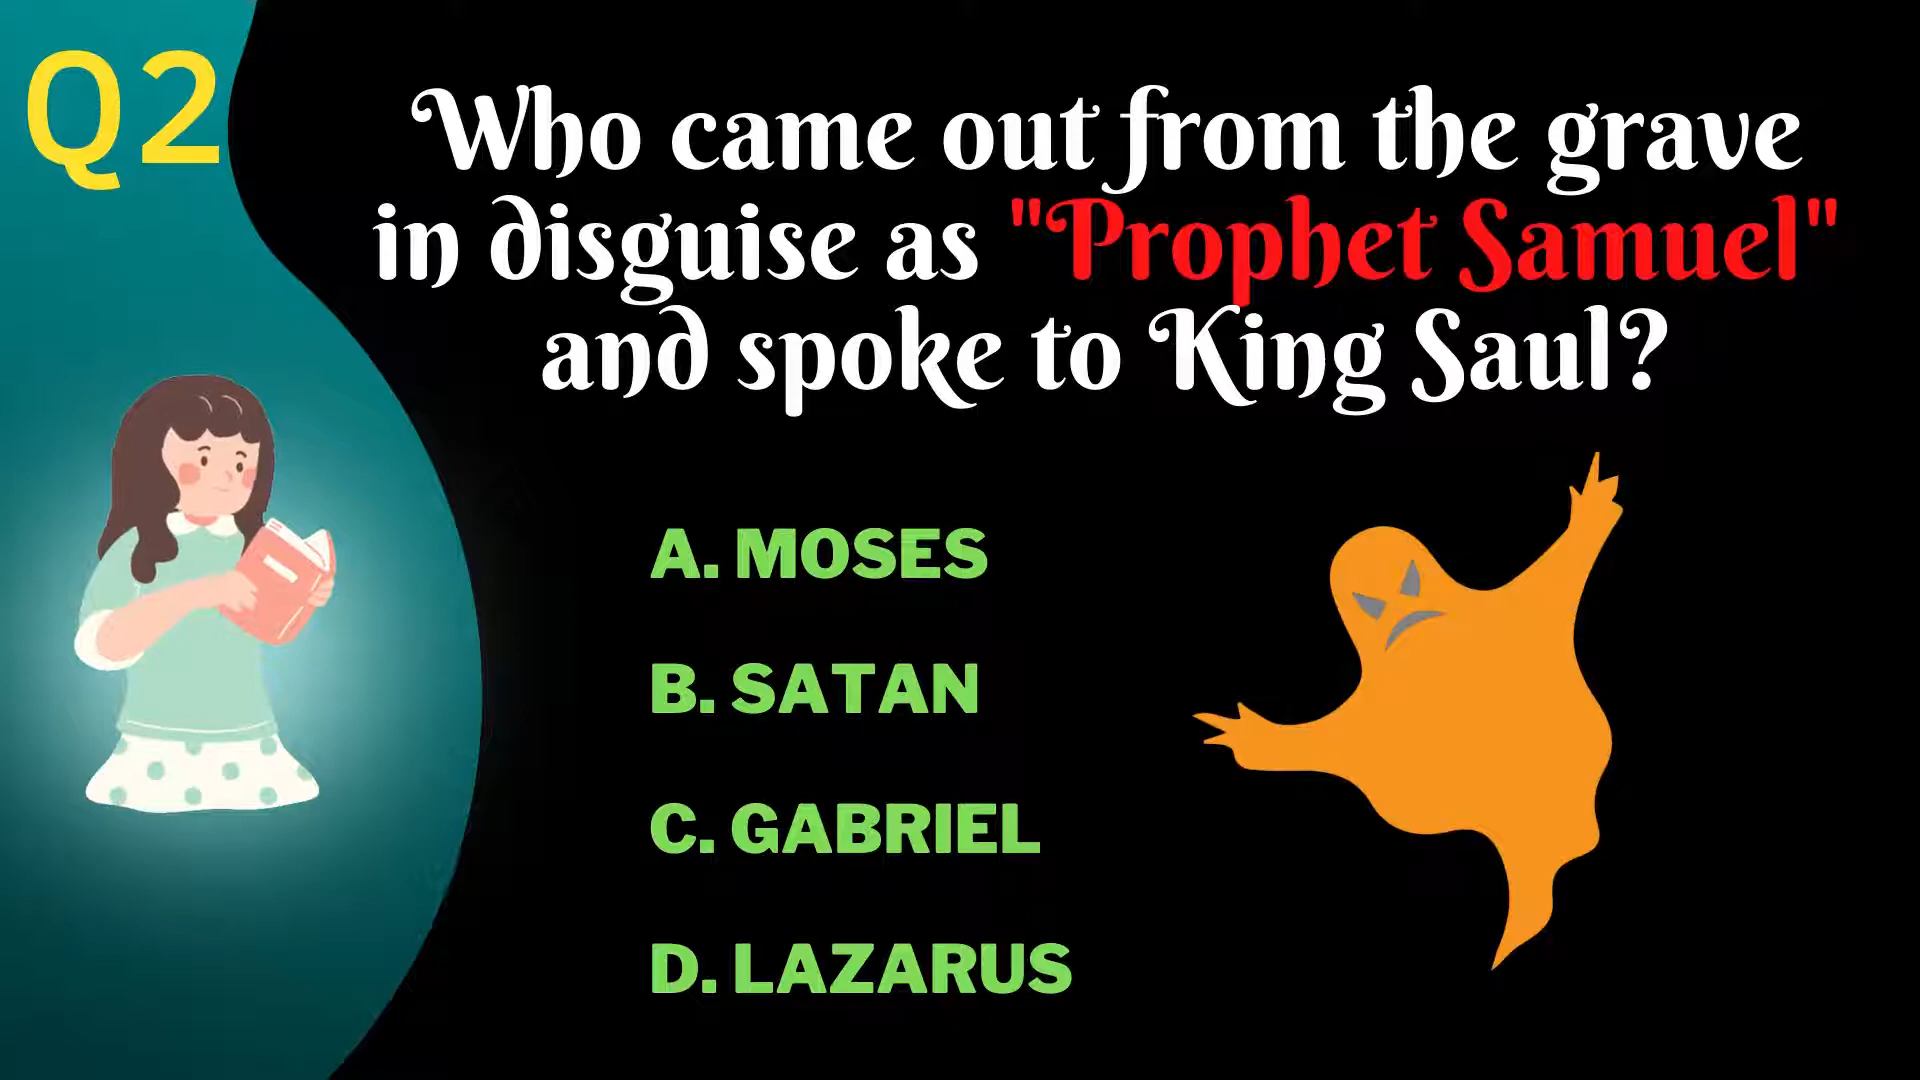 Q2
Who came out from the grave
in disguise as "Prophet Samuel"
and spoke to King Saul?
A. MOSES
B. SATAN
C. GABRIEL
D. LAZARUS